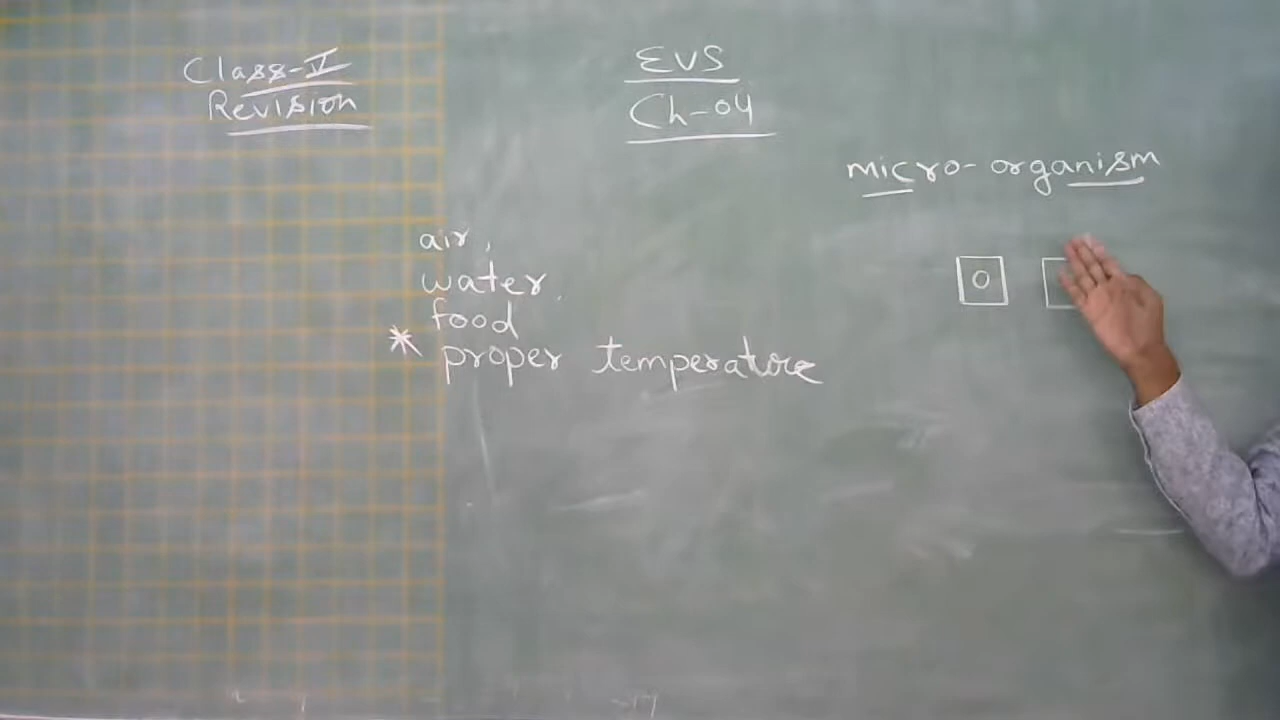 Class-V
Revision
EVS
Ch-04
micro-organism
air,
water,
food
* proper temperature